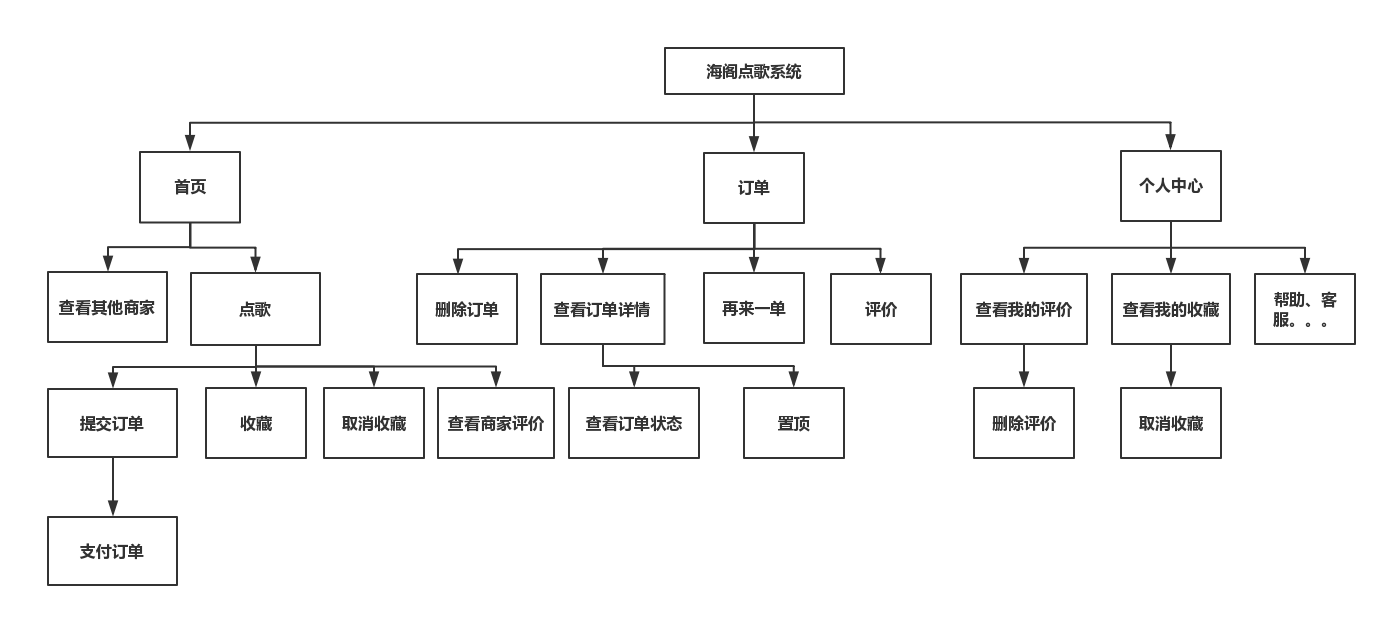 海阁点歌系统
首页
订单
个人中心
查看其他商家
点歌
删除订单
查看订单详情
再来一单
评价
查看我的评价
查看我的收藏
帮助、客
服。。。
提交订单
收藏
取消收藏
查看商家评价
查看订单状态
置顶
删除评价
取消收藏
支付订单